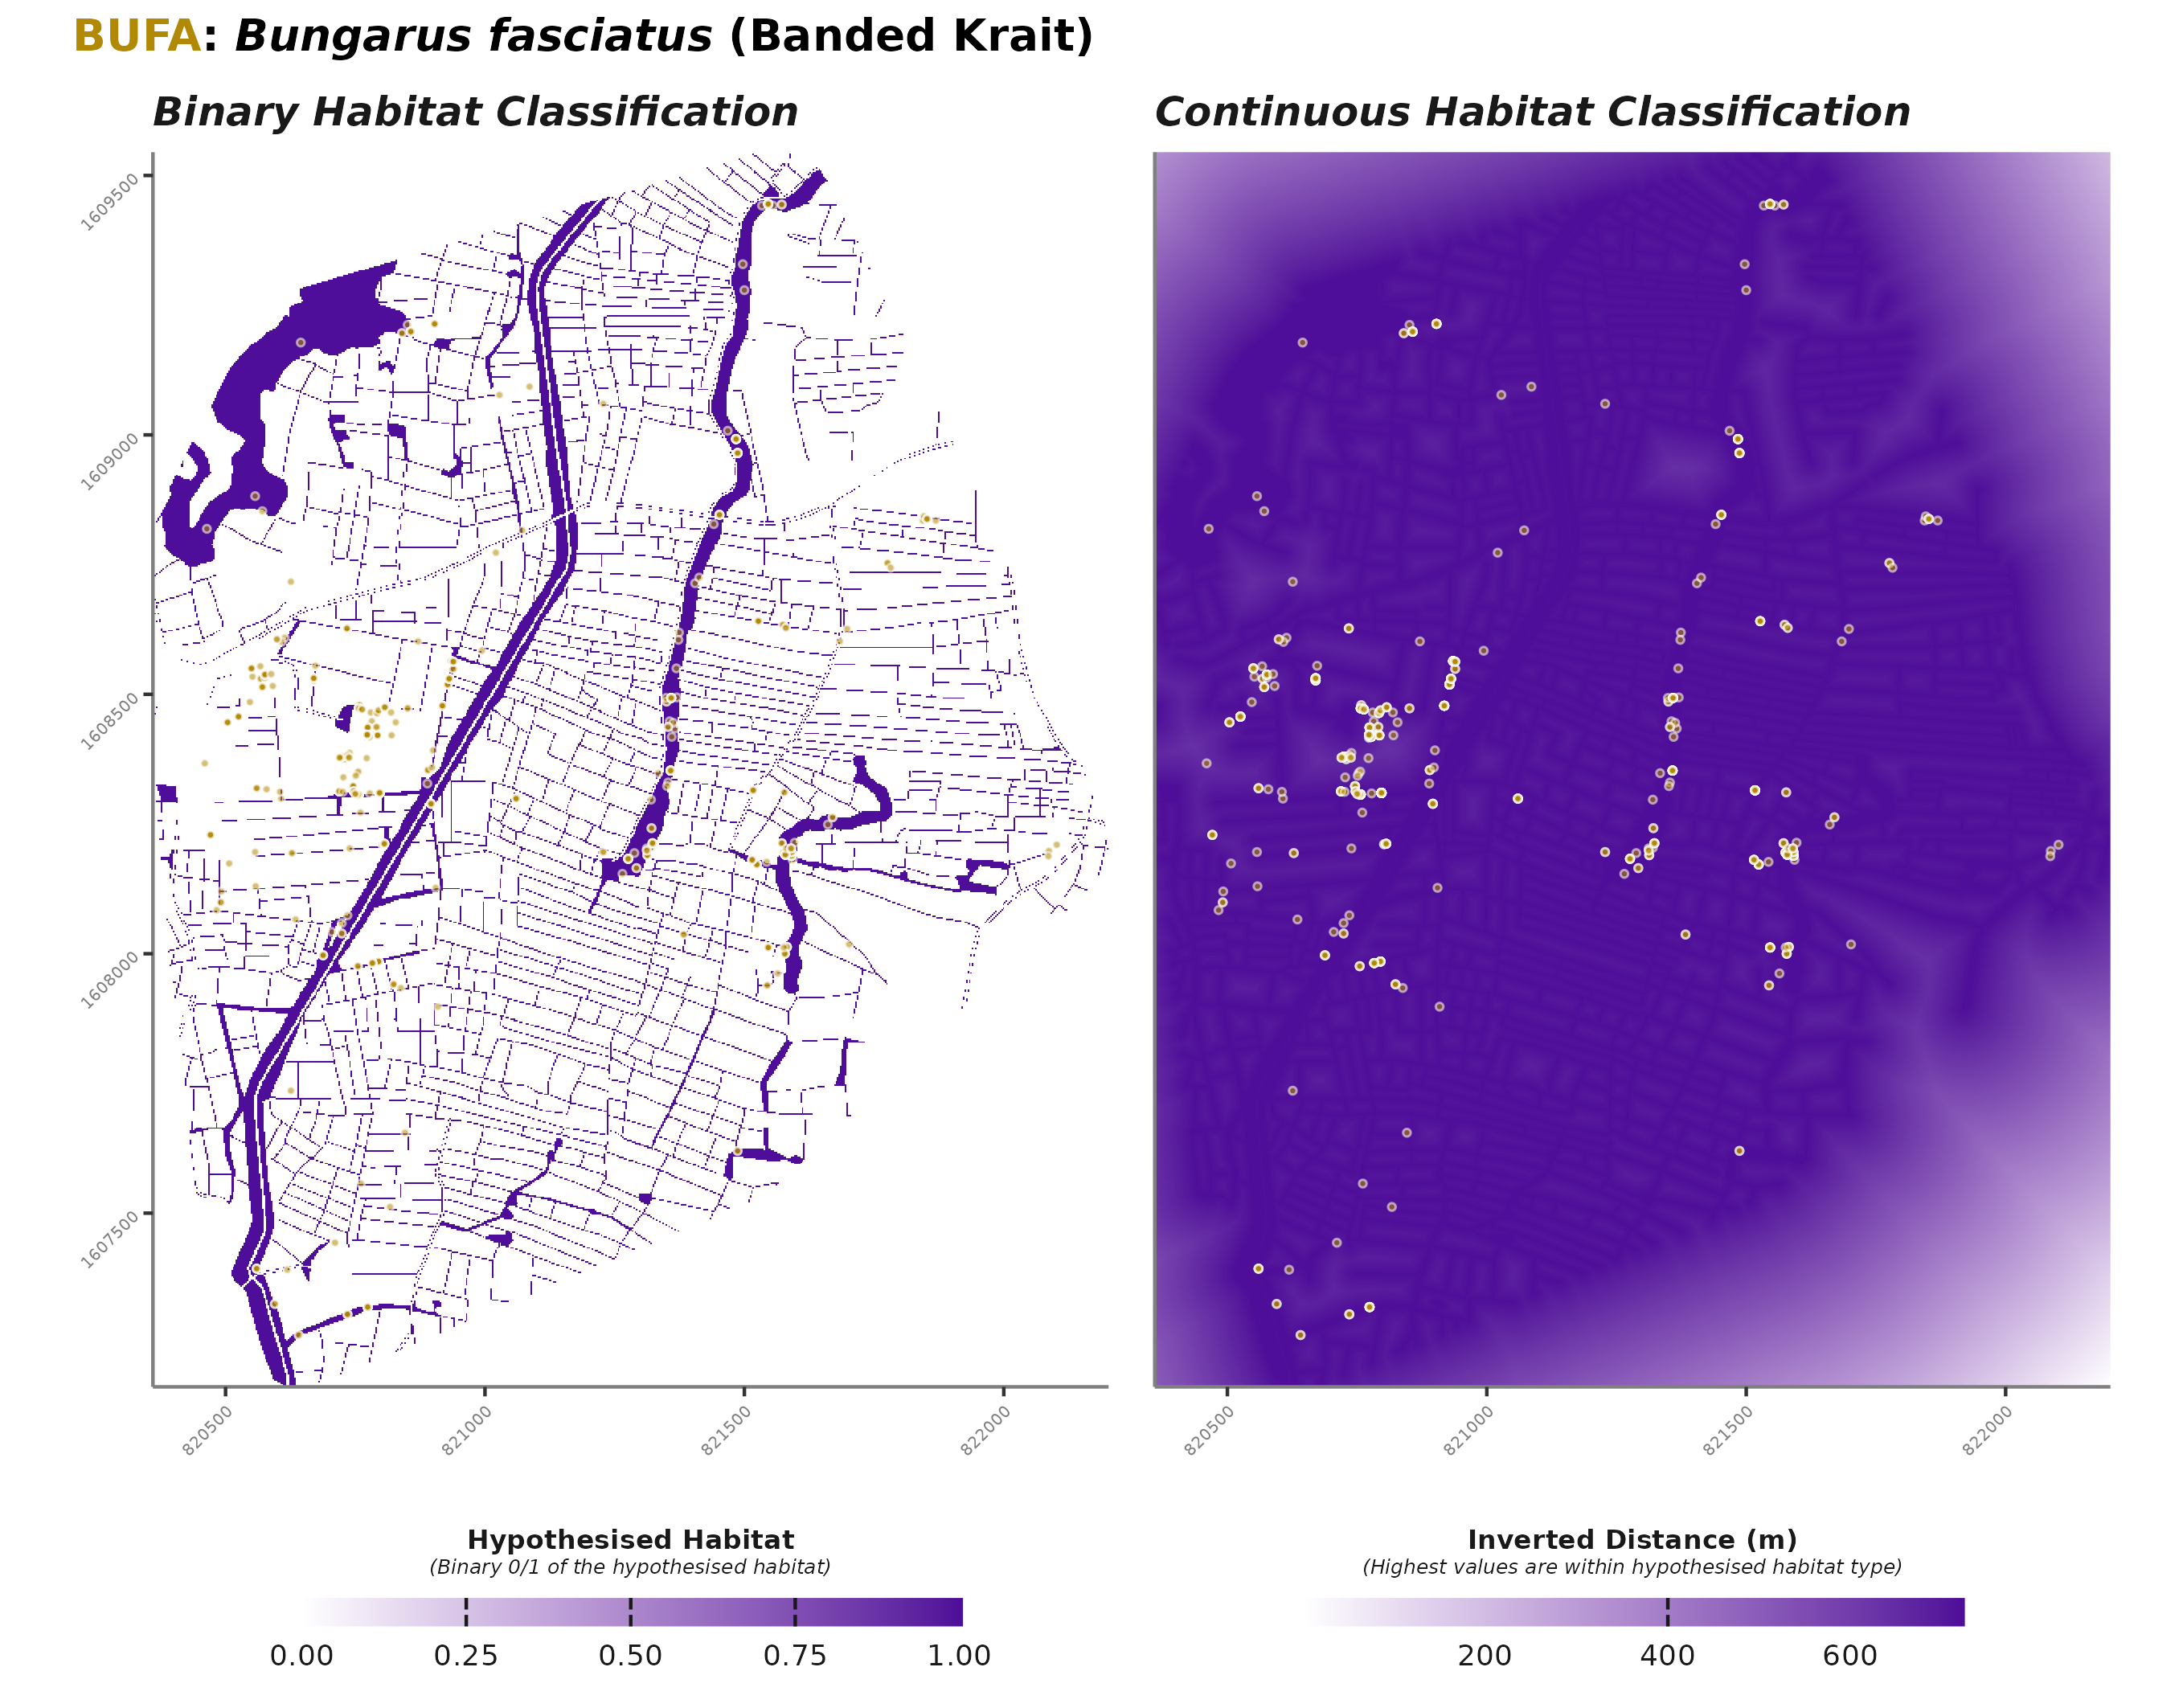 BUFA: Bungarus fasciatus (Banded Krait)
Binary Habitat Classification
Continuous Habitat Classification
1609500
1609000
1608500
1608000
1607500
820500
821000
821500
822000
820500
821000
821500
822000
Hypothesised Habitat
(Binary 0/1 of the hypothesised habitat)
0.00 0.25 0.50 0.75 1.00
Inverted Distance (m)
(Highest values are within hypothesised habitat type)
200 400 600